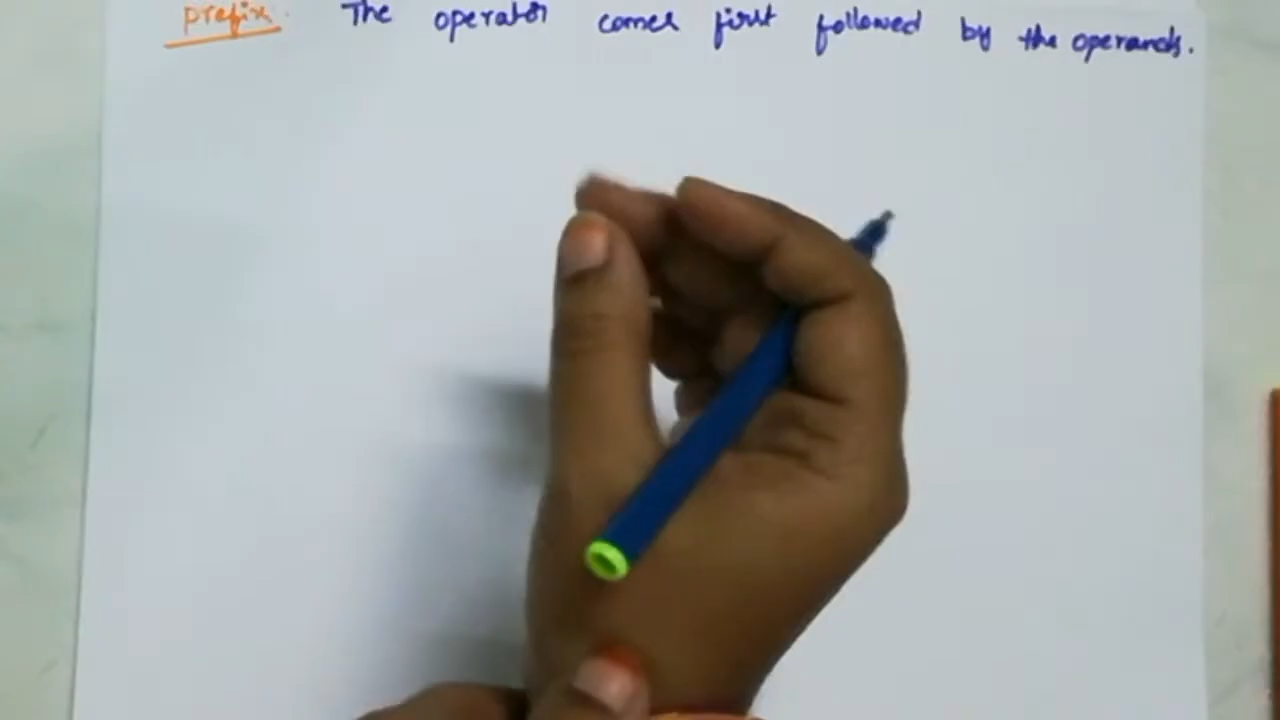 prefix. The operator comes first followed by the operands.